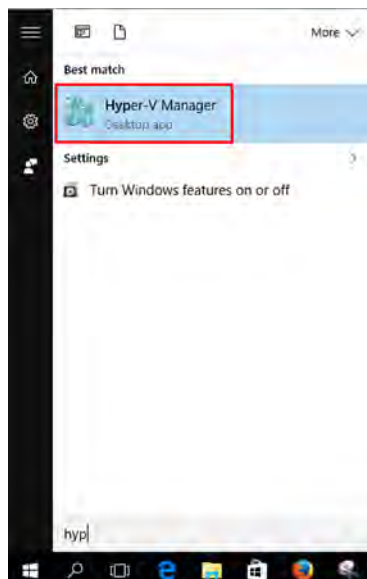 More
Best match
Hyper-V Manager
Desktop app
Settings
Turn Windows features on or off
hyp